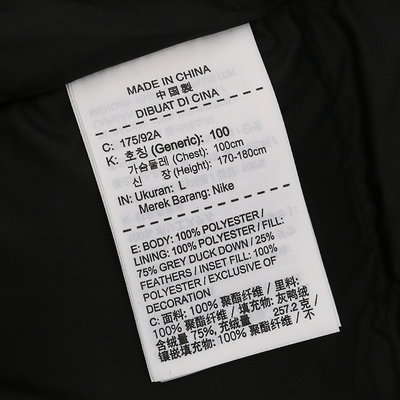 MADE IN CHINA
中国製
DIBUAT DI CINA
C: 175/92A
K: 호칭 (Generic): 100
가슴둘레 (Chest): 100cm
신 장 (Height): 170-180cm
IN: Ukuran: L
Merek Barang: Nike
E: BODY: 100% POLYESTER /
LINING: 100% POLYESTER / FILL:
75% GREY DUCK DOWN / 25%
FEATHERS / INSET FILL: 100%
POLYESTER / EXCLUSIVE OF
DECORATION
C: 面料: 100% 聚酯纤维 / 里料:
100% 聚酯纤维 / 填充物: 灰鸭绒
含绒量 75%, 充绒量 257.2 克 /
镶嵌填充物: 100% 聚酯纤维 / 不